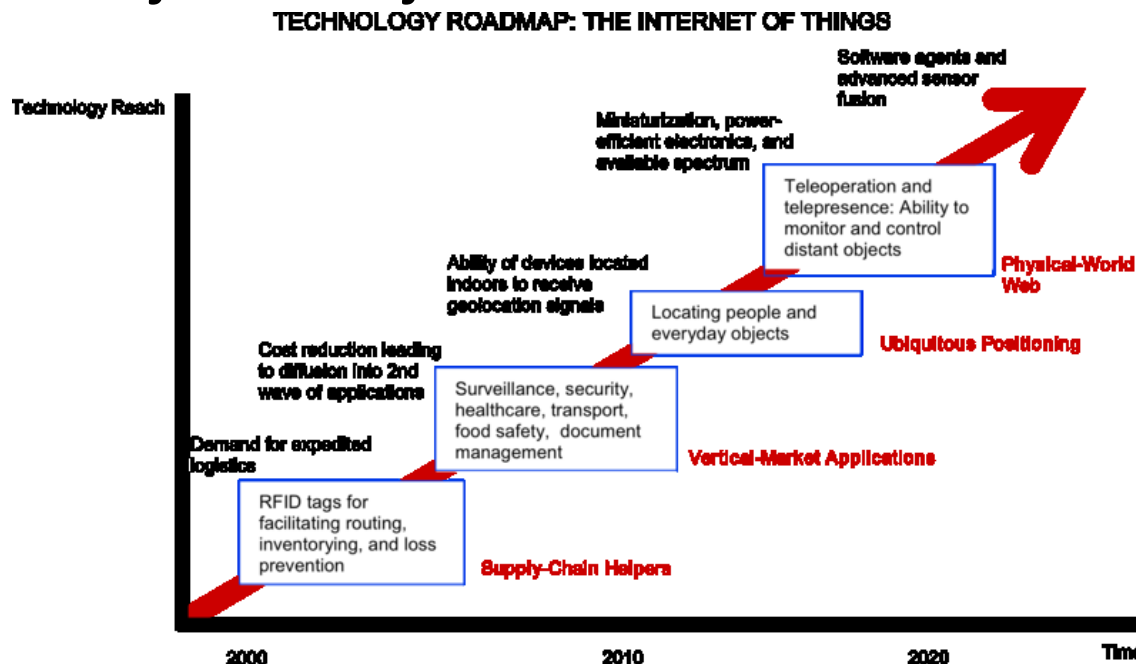 TECHNOLOGY ROADMAP: THE INTERNET OF THINGS
Software agents and
advanced sensor
fusion
Technology Reach
Miniaturization, power-
efficient electronics, and
available spectrum
Teleoperation and
telepresence: Ability to
monitor and control
distant objects
Physical-World
Web
Ability of devices located
indoors to receive
geolocation signals
Locating people and
everyday objects
Ubiquitous Positioning
Cost reduction leading
to diffusion into 2nd
wave of applications
Surveillance, security,
healthcare, transport,
food safety, document
management
Vertical-Market Applications
Demand for expedited
logistics
RFID tags for
facilitating routing,
inventorying, and loss
prevention
Supply-Chain Helpers
2000
2010
2020
Time